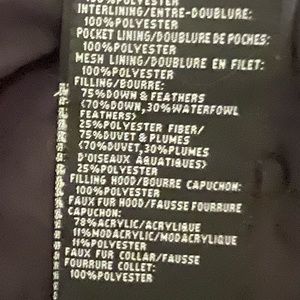 100%POLYESTER
INTERLINING/ENTRE-DOUBLURE:
100%POLYESTER
POCKET LINING/DOUBLURE DE POCHES:
100%POLYESTER
MESH LINING/DOUBLURE EN FILET:
100%POLYESTER
FILLING/BOURRE:
75%DOWN & FEATHERS
<70%DOWN,30%WATERFOWL
FEATHERS>
25%POLYESTER FIBER/
75%DUVET & PLUMES
<70%DUVET,30%PLUMES
D'OISEAUX AQUATIQUES>
25%POLYESTER
FILLING HOOD/BOURRE CAPUCHON:
100%POLYESTER
FAUX FUR HOOD/FAUSSE FOURRURE
CAPUCHON:
78%ACRYLIC/ACRYLIQUE
11%MODACRYLIC/MODACRYLIQUE
11%POLYESTER
FAUX FUR COLLAR/FAUSSE
FOURRURE COLLET:
100%POLYESTER